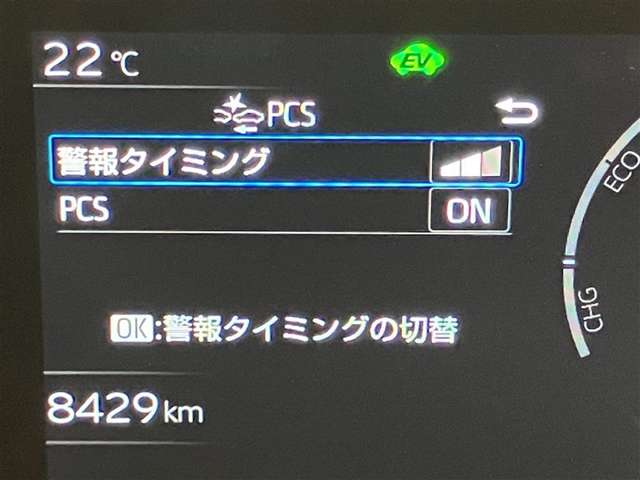 22℃
EV
PCS
警報タイミング
PCS ON
OK:警報タイミングの切替
8429km
ECO
CHG